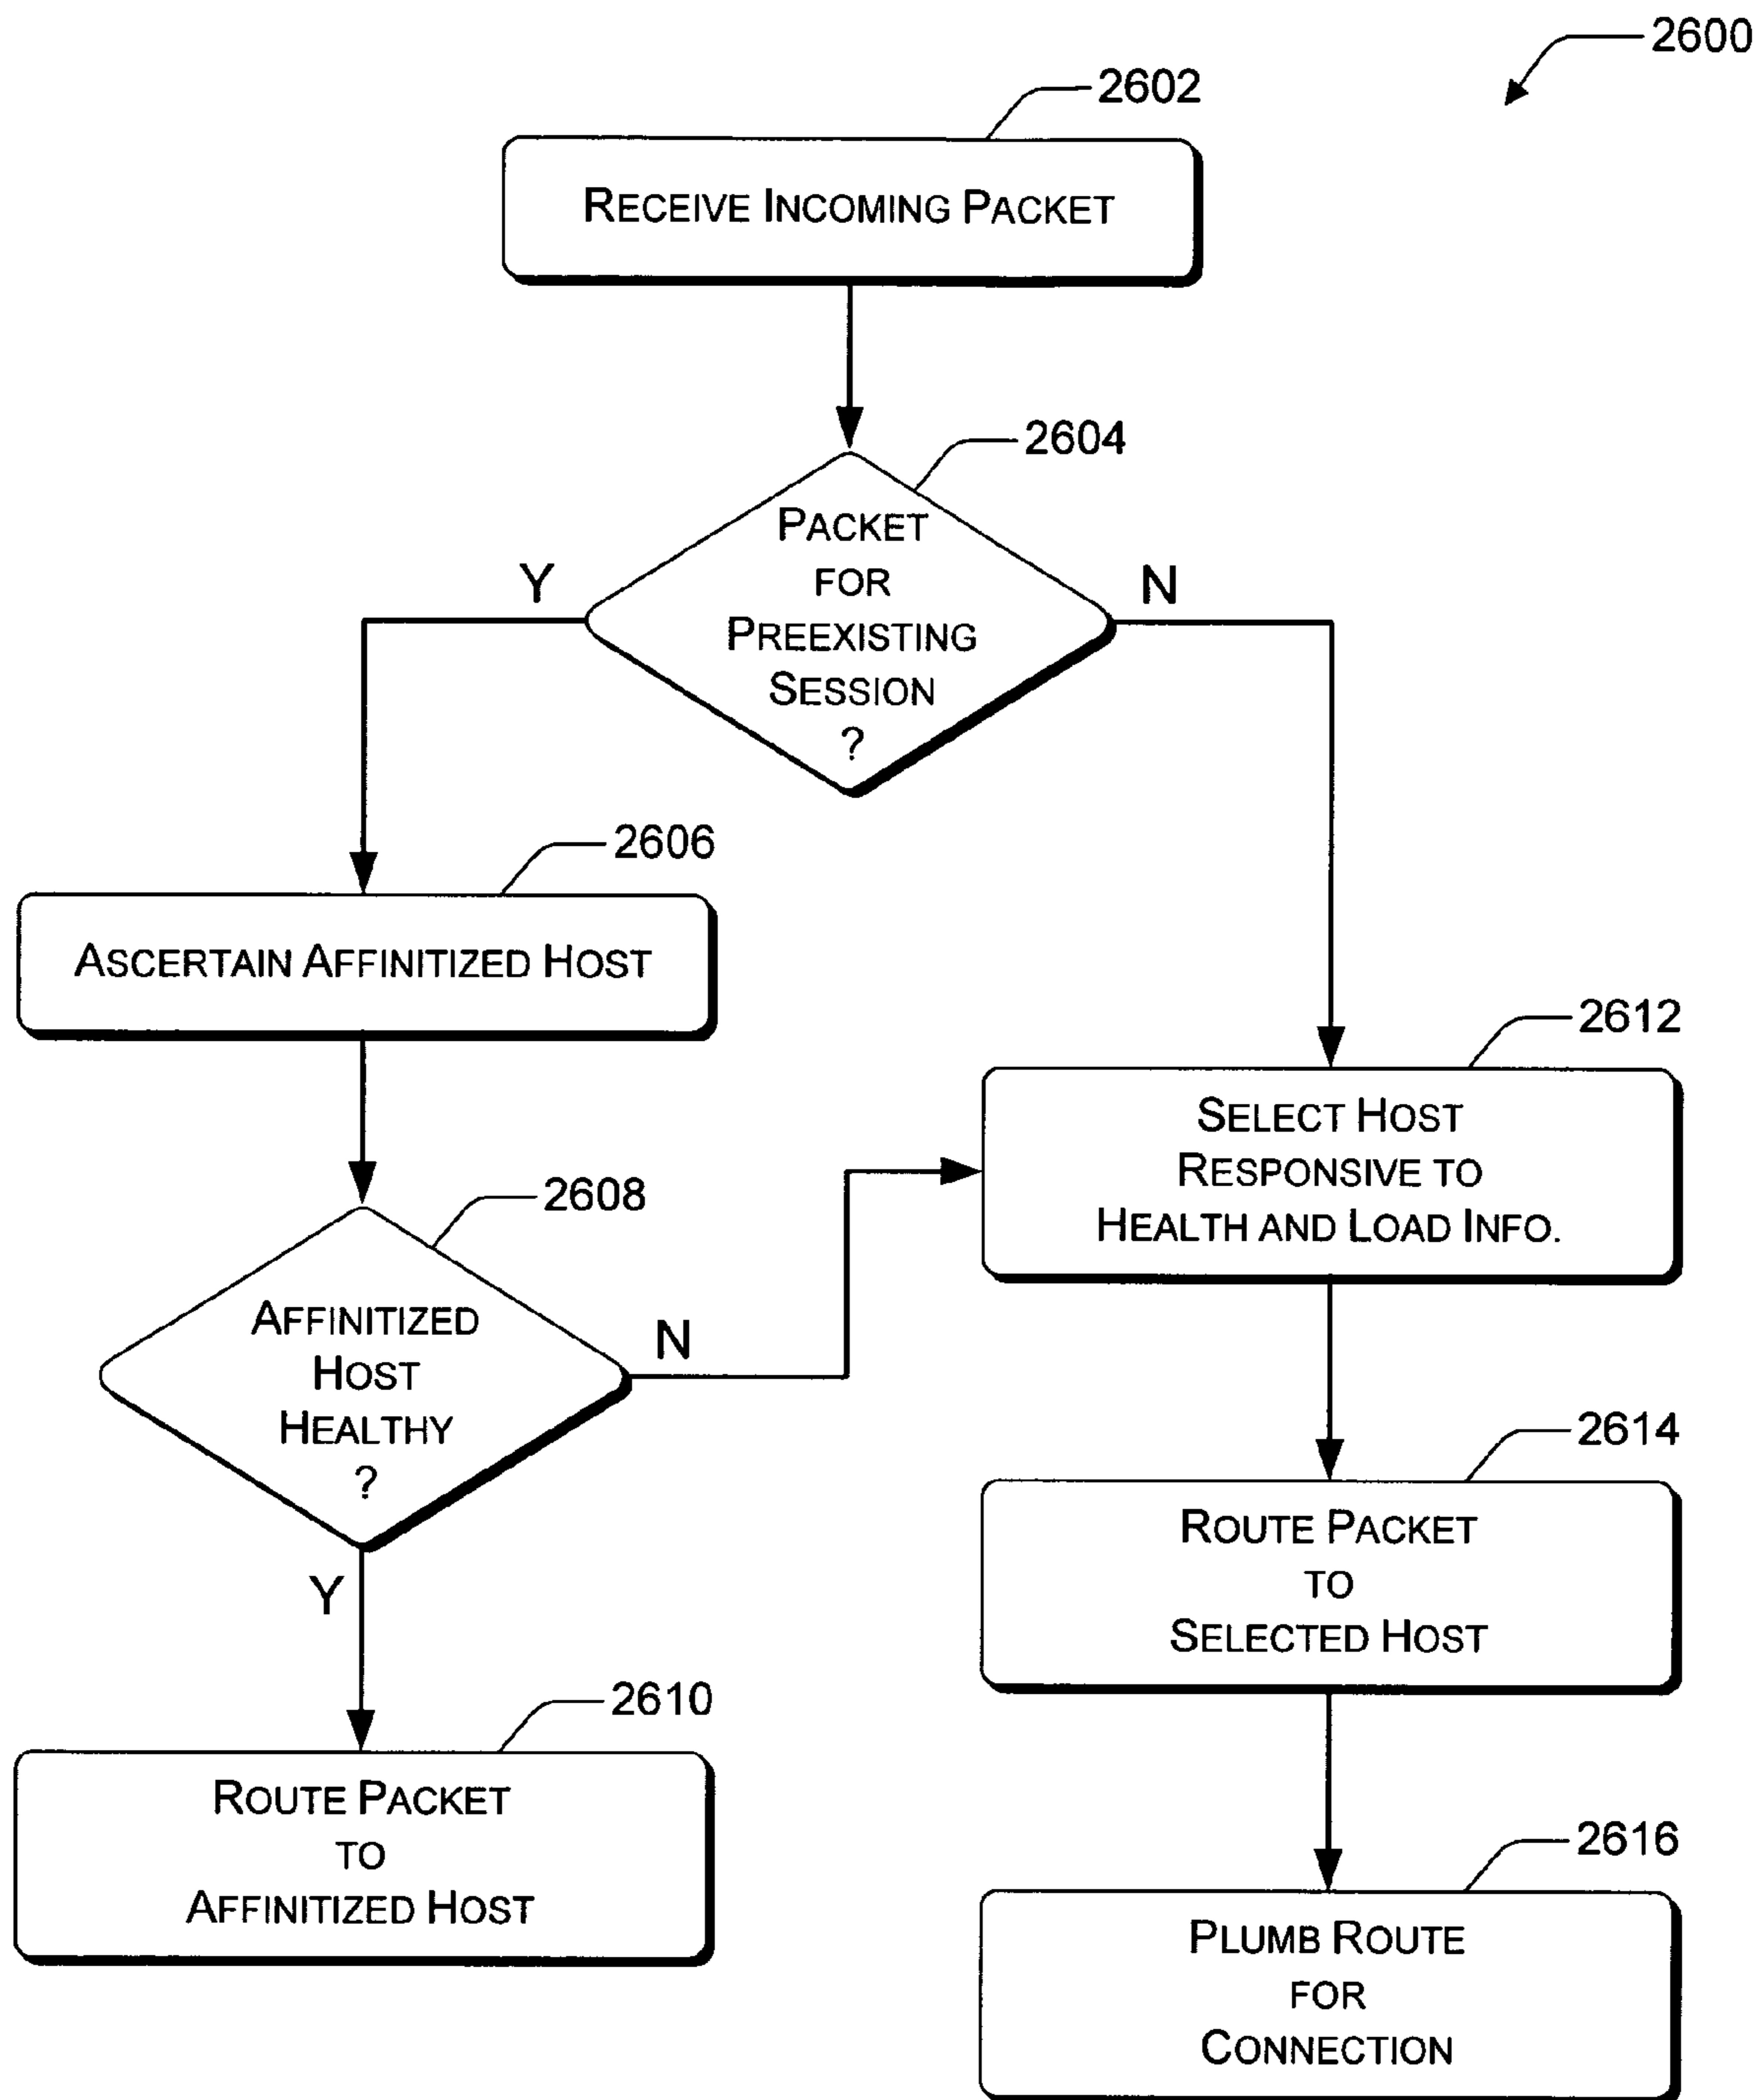 2600
2602
RECEIVE INCOMING PACKET
2604
PACKET
FOR
PREEXISTING
SESSION
?
Y
N
2606
ASCERTAIN AFFINITIZED HOST
2612
SELECT HOST
RESPONSIVE TO
HEALTH AND LOAD INFO.
2608
AFFINITIZED
HOST
HEALTHY
?
N
Y
2614
ROUTE PACKET
TO
SELECTED HOST
2610
ROUTE PACKET
TO
AFFINITIZED HOST
2616
PLUMB ROUTE
FOR
CONNECTION